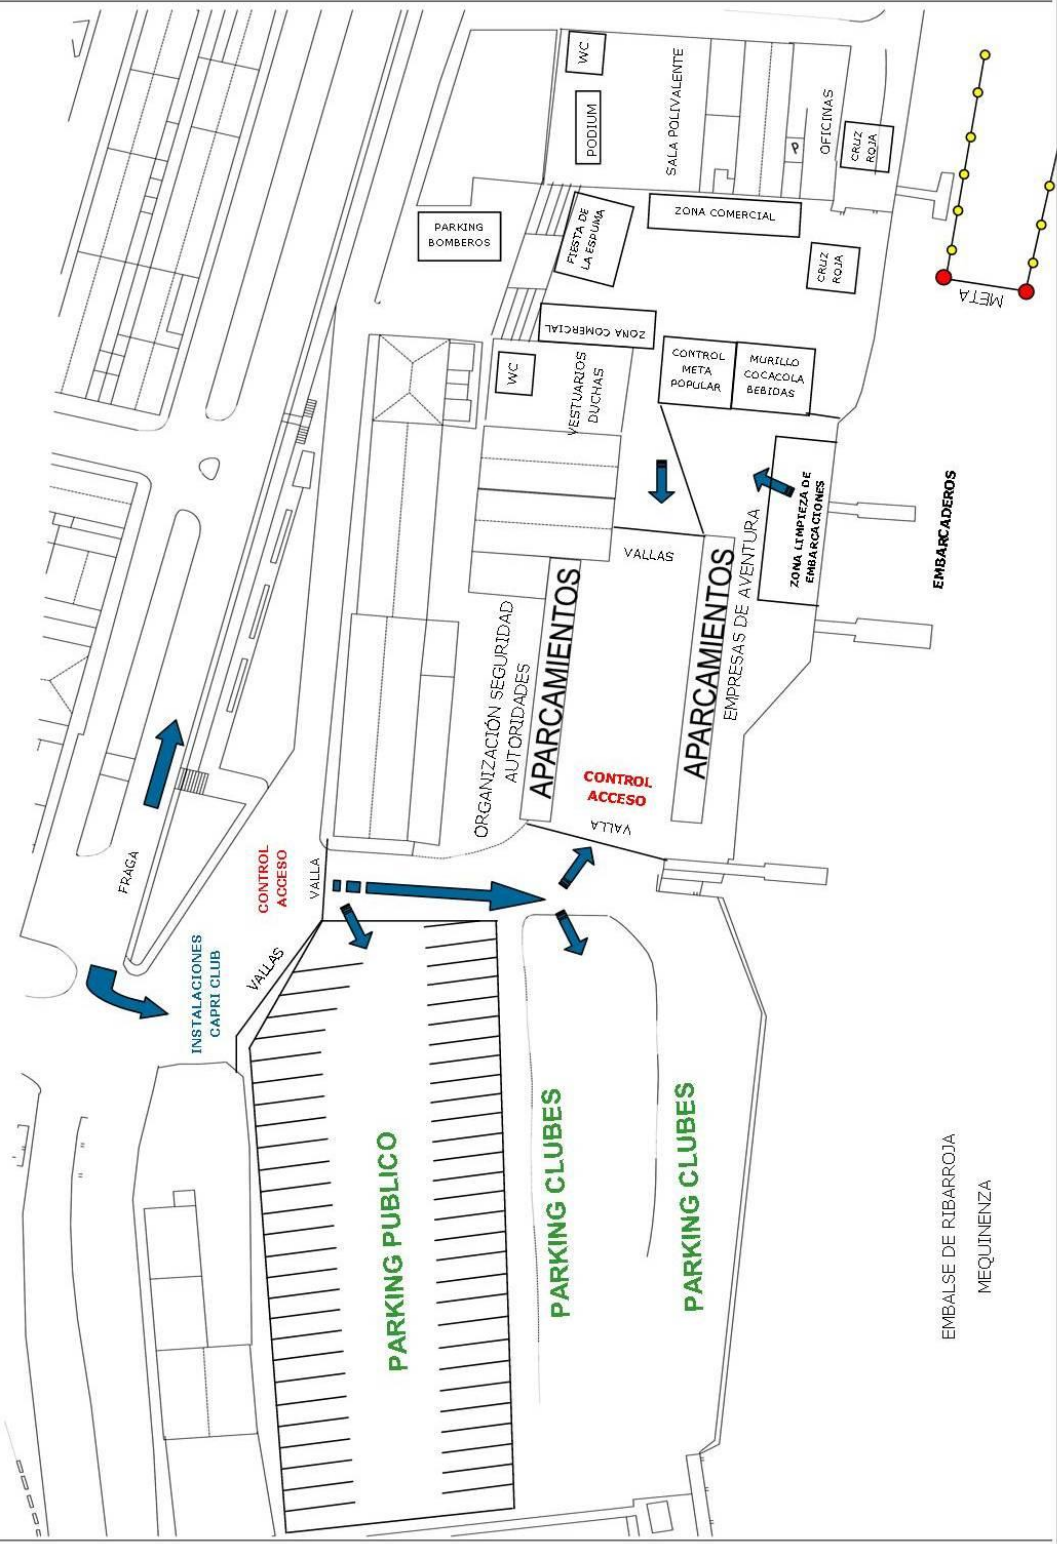 WC
PODIUM
SALA POLIVALENTE
OFICINAS
P
CRUZ
ROJA
PARKING
BOMBEROS
FIESTA DE
LA ESPUMA
ZONA COMERCIAL
CRUZ
ROJA
META
ZONA COMERCIAL
WC
VESTUARIOS
DUCHAS
CONTROL
META
POPULAR
MURILLO
COCACOLA
BEBIDAS
VALLAS
ZONA LIMPIEZA DE
EMBARCACIONES
EMBARCADEROS
ORGANIZACIÓN SEGURIDAD
AUTORIDADES
APARCAMIENTOS
APARCAMIENTOS
EMPRESAS DE AVENTURA
CONTROL
ACCESO
VALLA
FRAGA
CONTROL
ACCESO
VALLA
VALLAS
INSTALACIONES
CAPRI CLUB
PARKING PUBLICO
PARKING CLUBES
PARKING CLUBES
EMBALSE DE RIBARROJA
MEQUINENZA